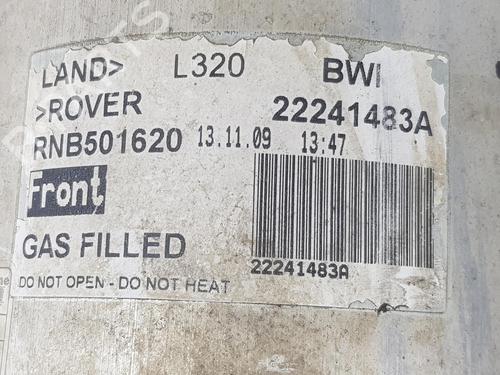 LAND> L320 BWI
>ROVER 22241483A
RNB501620 13.11.09 13:47
Front
GAS FILLED
22241483A
DO NOT OPEN - DO NOT HEAT